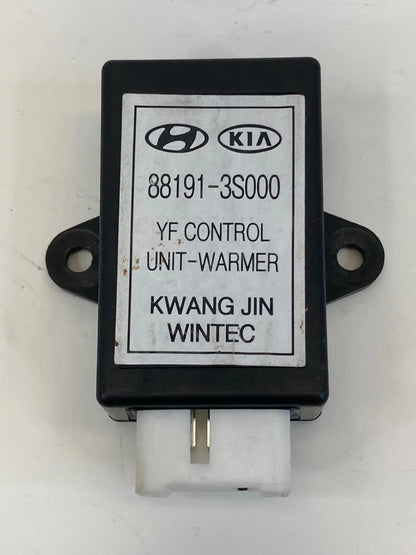 KIA
88191-3S000
YF CONTROL
UNIT-WARMER
KWANG JIN
WINTEC